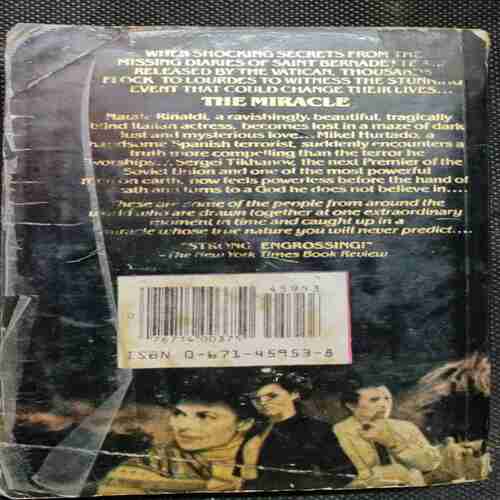 WHEN SHOCKING SECRETS FROM THE
MISSING DIARIES OF SAINT
RELEASED BY THE VATICAN, THOUSANDS
FLOCK TO LOURDES TO WITNESS THE STUNNING
EVENT THAT COULD CHANGE THEIR LIVES....
THE MIRACLE
Natale Rinaldi, a ravishingly, beautiful, tragically
blind Italian actress, becomes lost in a maze of dark
lust and mysterious love... Mikel Hurtado, a
handsome Spanish terrorist, suddenly encounters a
truth more compelling than the terror he
worships.... Sergei Tikhanov, the next Premier of the
Soviet Union and one of the most powerful
on earth, now feels powerless before the hand of
death and turns to a God he does not believe in....
These are some of the people from around the
world who are drawn together at one extraordinary
moment in time and caught up in a
miracle whose true nature you will never predict....
"STRONG, ENGROSSING!"
-The New York Times Book Review
45953
0
76714 00375
ISBN 0-671-45953-8